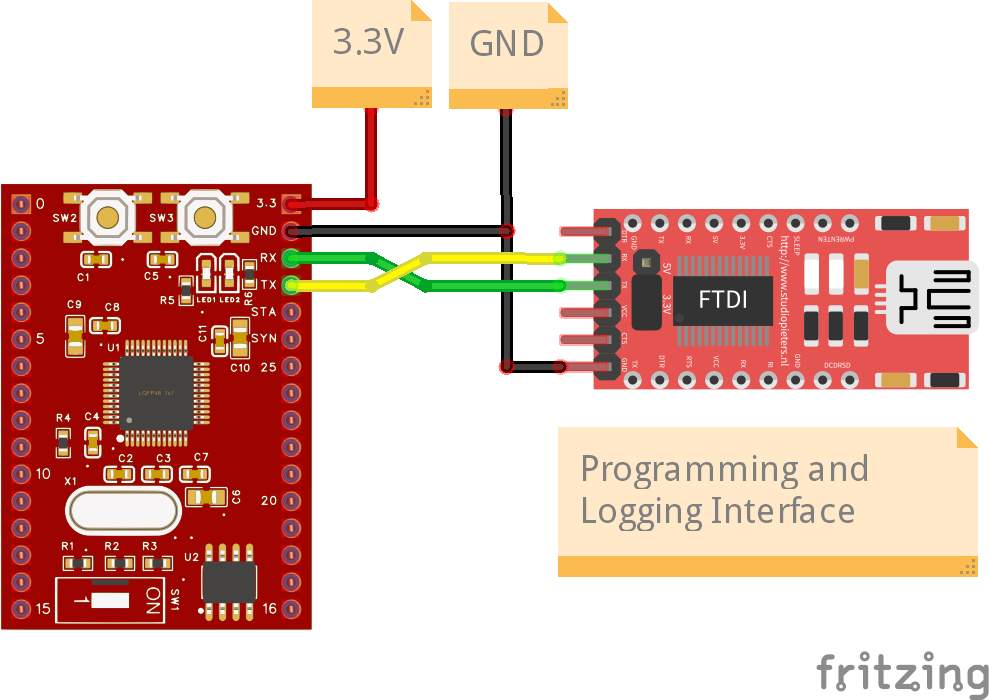 3.3V
GND
0
SW2
SW3
3.3
GND
RX
TX
STA
SYN
25
20
16
5
10
15
C1
C5
R5
LED1
LED2
R6
C9
C8
C11
C10
U1
LQFP48 7x7
R4
C4
C2
C3
C7
X1
C6
R1
R2
R3
U2
1
ON
SW1
DTR
RX
TX
VCC
CTS
GND
GND
TX
RX
5V
3.3V
CTS
SLEEP
PWRENTEN
5V
3.3V
FTDI
http://www.studiopieters.nl
TX
DTR
RTS
VCC
RX
RI
GND
DCDRSD
Programming and
Logging Interface
fritzing